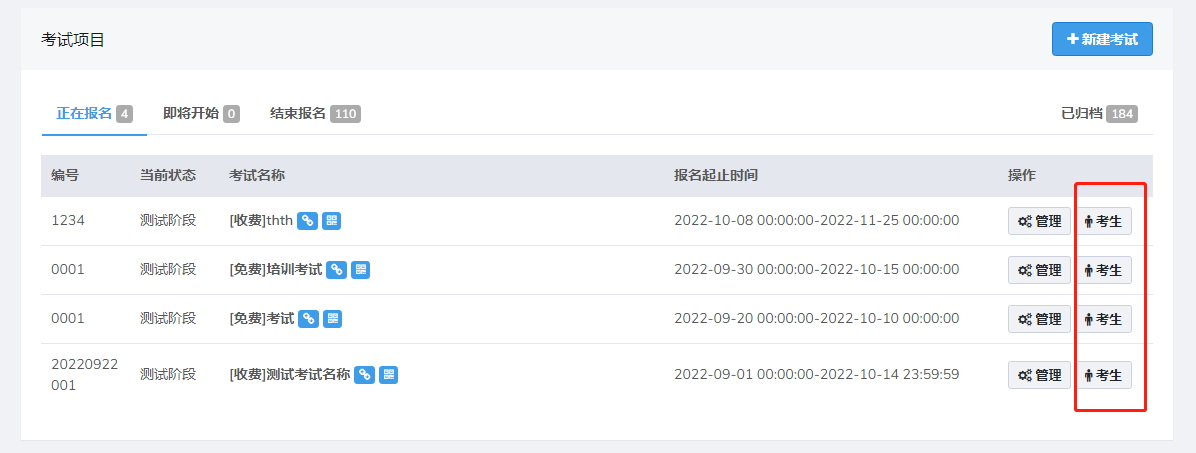 考试项目
新建考试
正在报名 4 即将开始 0 结束报名 110 已归档 184
编号 当前状态 考试名称 报名起止时间 操作
1234 测试阶段 [收费]thth 2022-10-08 00:00:00-2022-11-25 00:00:00 管理 考生
0001 测试阶段 [免费]培训考试 2022-09-30 00:00:00-2022-10-15 00:00:00 管理 考生
0001 测试阶段 [免费]考试 2022-09-20 00:00:00-2022-10-10 00:00:00 管理 考生
20220922
001 测试阶段 [收费]测试考试名称 2022-09-01 00:00:00-2022-10-14 23:59:59 管理 考生